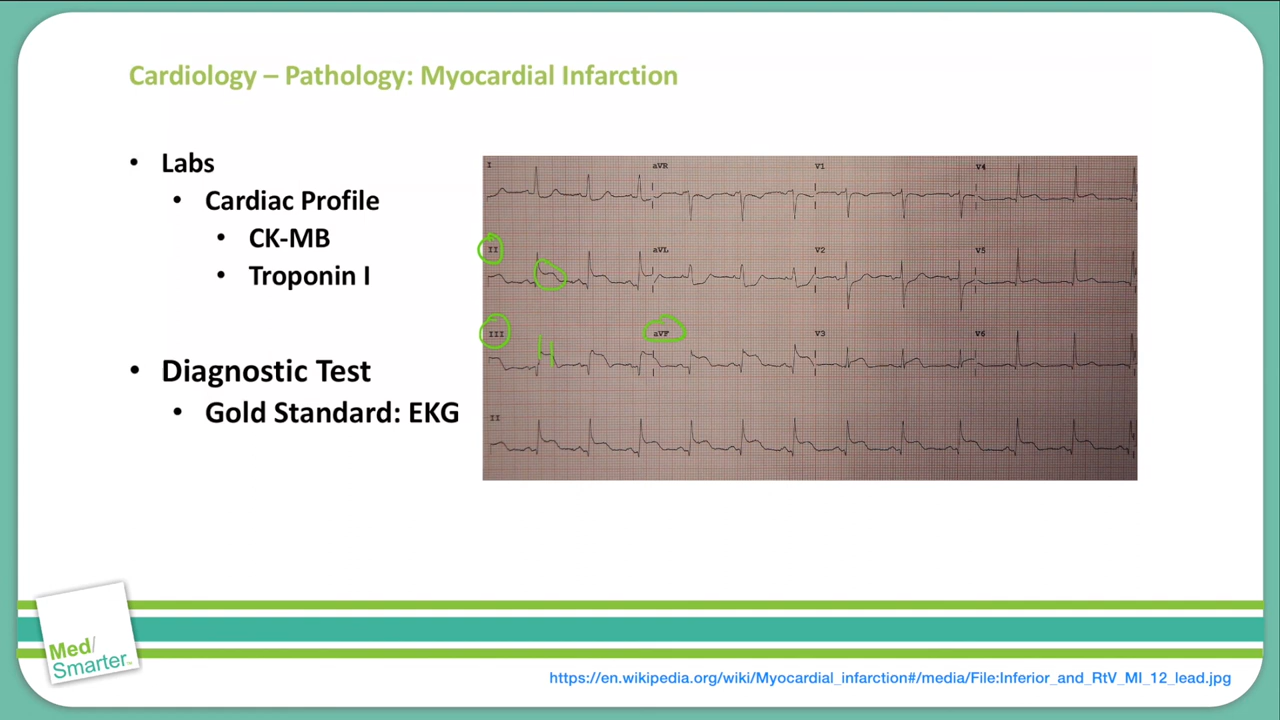 Cardiology – Pathology: Myocardial Infarction
• Labs
• Cardiac Profile
• CK-MB
• Troponin I
• Diagnostic Test
• Gold Standard: EKG
I aVR V1 V4
II aVL V2 V5
III aVF V3 V6
II
Med/
Smarter™
https://en.wikipedia.org/wiki/Myocardial_infarction#/media/File:Inferior_and_RtV_MI_12_lead.jpg